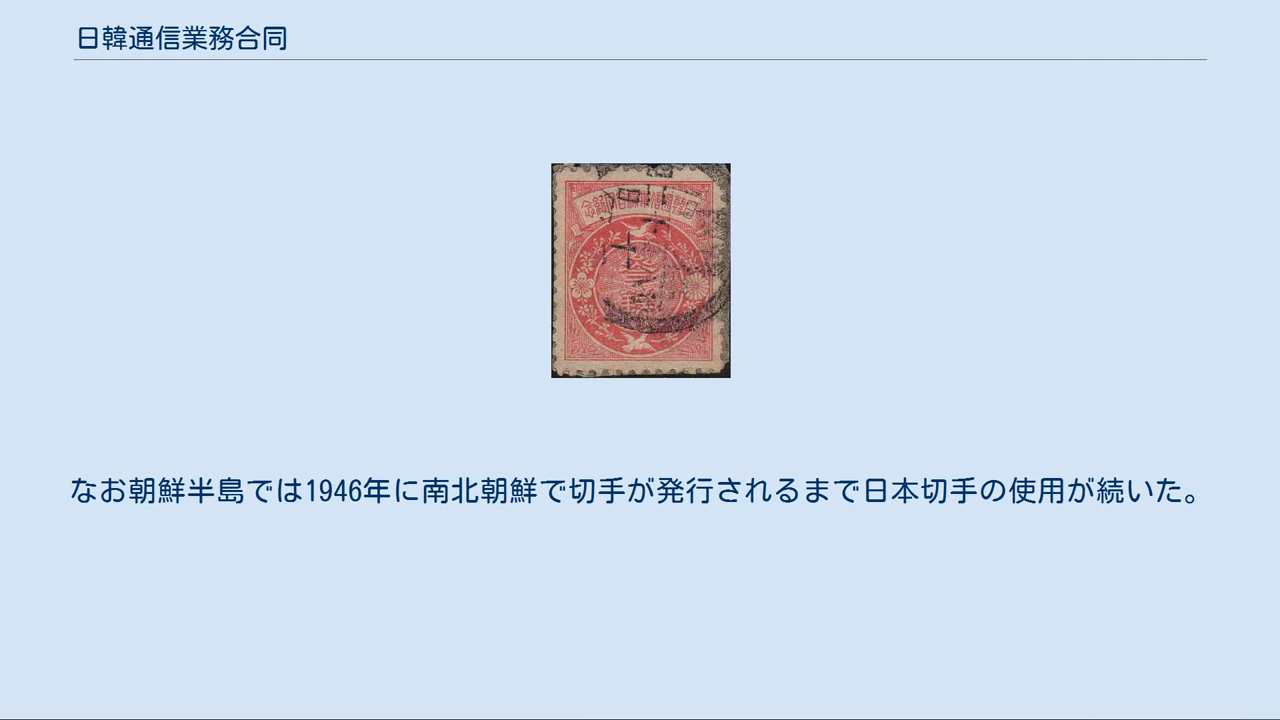 日韓通信業務合同
なお朝鮮半島では1946年に南北朝鮮で切手が発行されるまで日本切手の使用が続いた。